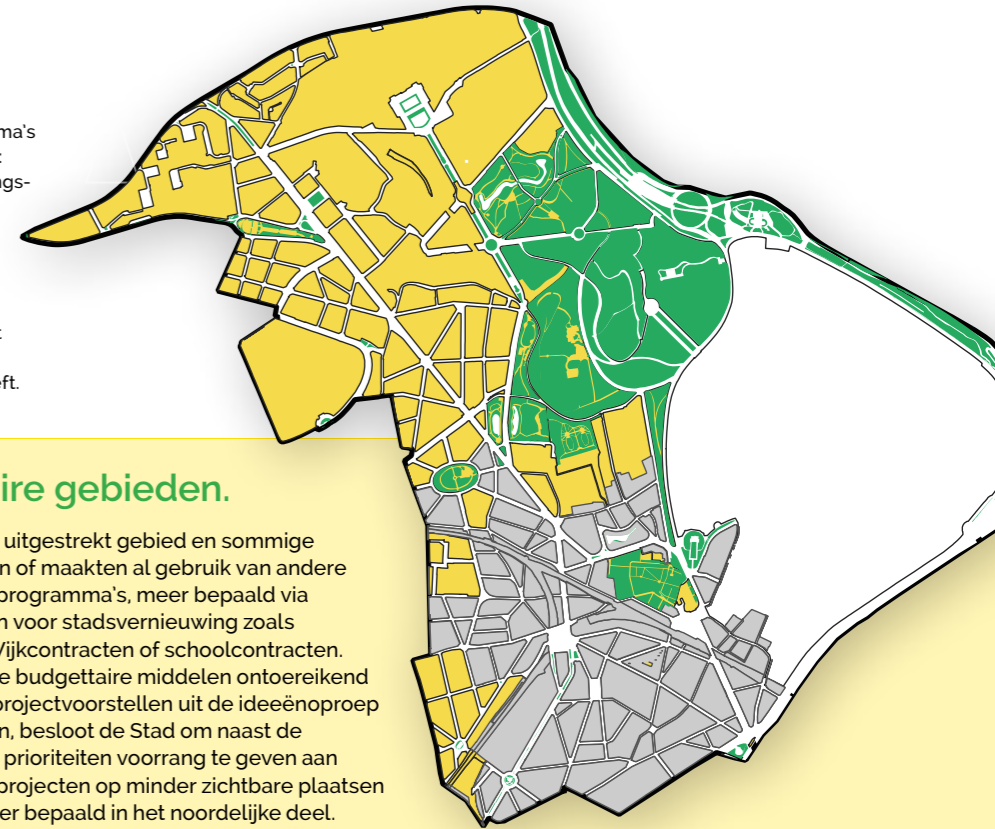 ma's
ngs-
t
eft.
ire gebieden.
uitgestrekt gebied en sommige
n of maakten al gebruik van andere
programma's, meer bepaald via
n voor stadsvernieuwing zoals
Wijkcontracten of schoolcontracten.
e budgettaire middelen ontoereikend
projectvoorstellen uit de ideeënoproep
n, besloot de Stad om naast de
prioriteiten voorrang te geven aan
projecten op minder zichtbare plaatsen
er bepaald in het noordelijke deel.